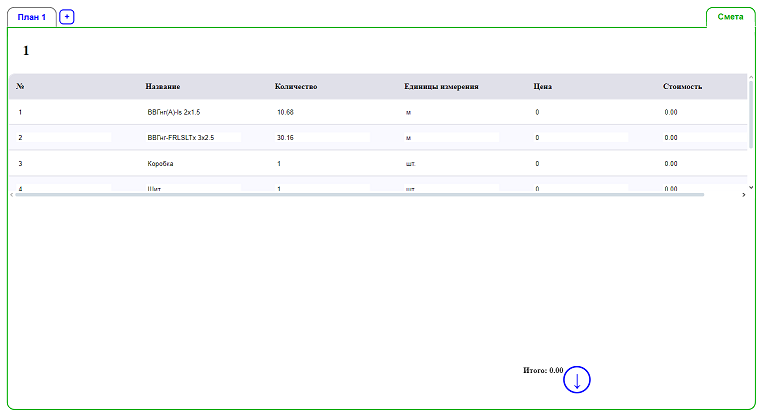 План 1 + Смета
1
№ Название Количество Единицы измерения Цена Стоимость
1 ВВГнг(А)-ls 2x1.5 10.68 м 0 0.00
2 ВВГнг-FRLSLTx 3x2.5 30.16 м 0 0.00
3 Коробка 1 шт. 0 0.00
4 Щит 1 шт. 0 0.00
Итого: 0.00